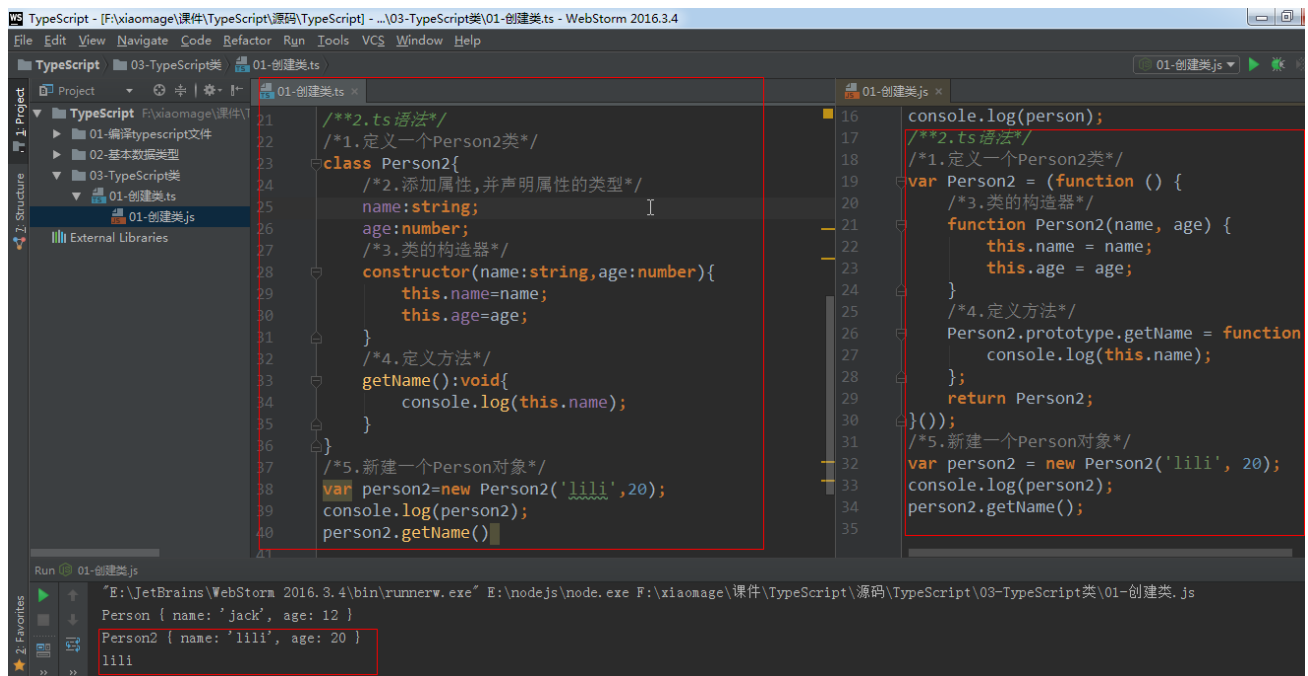 TypeScript - [F:\xiaomage\课件\TypeScript\源码\TypeScript] - ...\03-TypeScript类\01-创建类.ts - WebStorm 2016.3.4
File Edit View Navigate Code Refactor Run Tools VCS Window Help
TypeScript 03-TypeScript类 01-创建类.ts
01-创建类.js
1: Project
7: Structure
2: Favorites
Project
TypeScript F:\xiaomage\课件\T
01-编译typescript文件
02-基本数据类型
03-TypeScript类
01-创建类.ts
01-创建类.js
External Libraries
01-创建类.ts
21 /**2.ts语法*/
22 /*1.定义一个Person2类*/
23 class Person2{
24 /*2.添加属性,并声明属性的类型*/
25 name:string;
26 age:number;
27 /*3.类的构造器*/
28 constructor(name:string,age:number){
29 this.name=name;
30 this.age=age;
31 }
32 /*4.定义方法*/
33 getName():void{
34 console.log(this.name);
35 }
36 }
37 /*5.新建一个Person对象*/
38 var person2=new Person2('lili',20);
39 console.log(person2);
40 person2.getName()
41
01-创建类.js
16 console.log(person);
17 /**2.ts语法*/
18 /*1.定义一个Person2类*/
19 var Person2 = (function () {
20 /*3.类的构造器*/
21 function Person2(name, age) {
22 this.name = name;
23 this.age = age;
24 }
25 /*4.定义方法*/
26 Person2.prototype.getName = function
27 console.log(this.name);
28 };
29 return Person2;
30 }());
31 /*5.新建一个Person对象*/
32 var person2 = new Person2('lili', 20);
33 console.log(person2);
34 person2.getName();
35
Run 01-创建类.js
"E:\JetBrains\WebStorm 2016.3.4\bin\runnerw.exe" E:\nodejs\node.exe F:\xiaomage\课件\TypeScript\源码\TypeScript\03-TypeScript类\01-创建类.js
Person { name: 'jack', age: 12 }
Person2 { name: 'lili', age: 20 }
lili